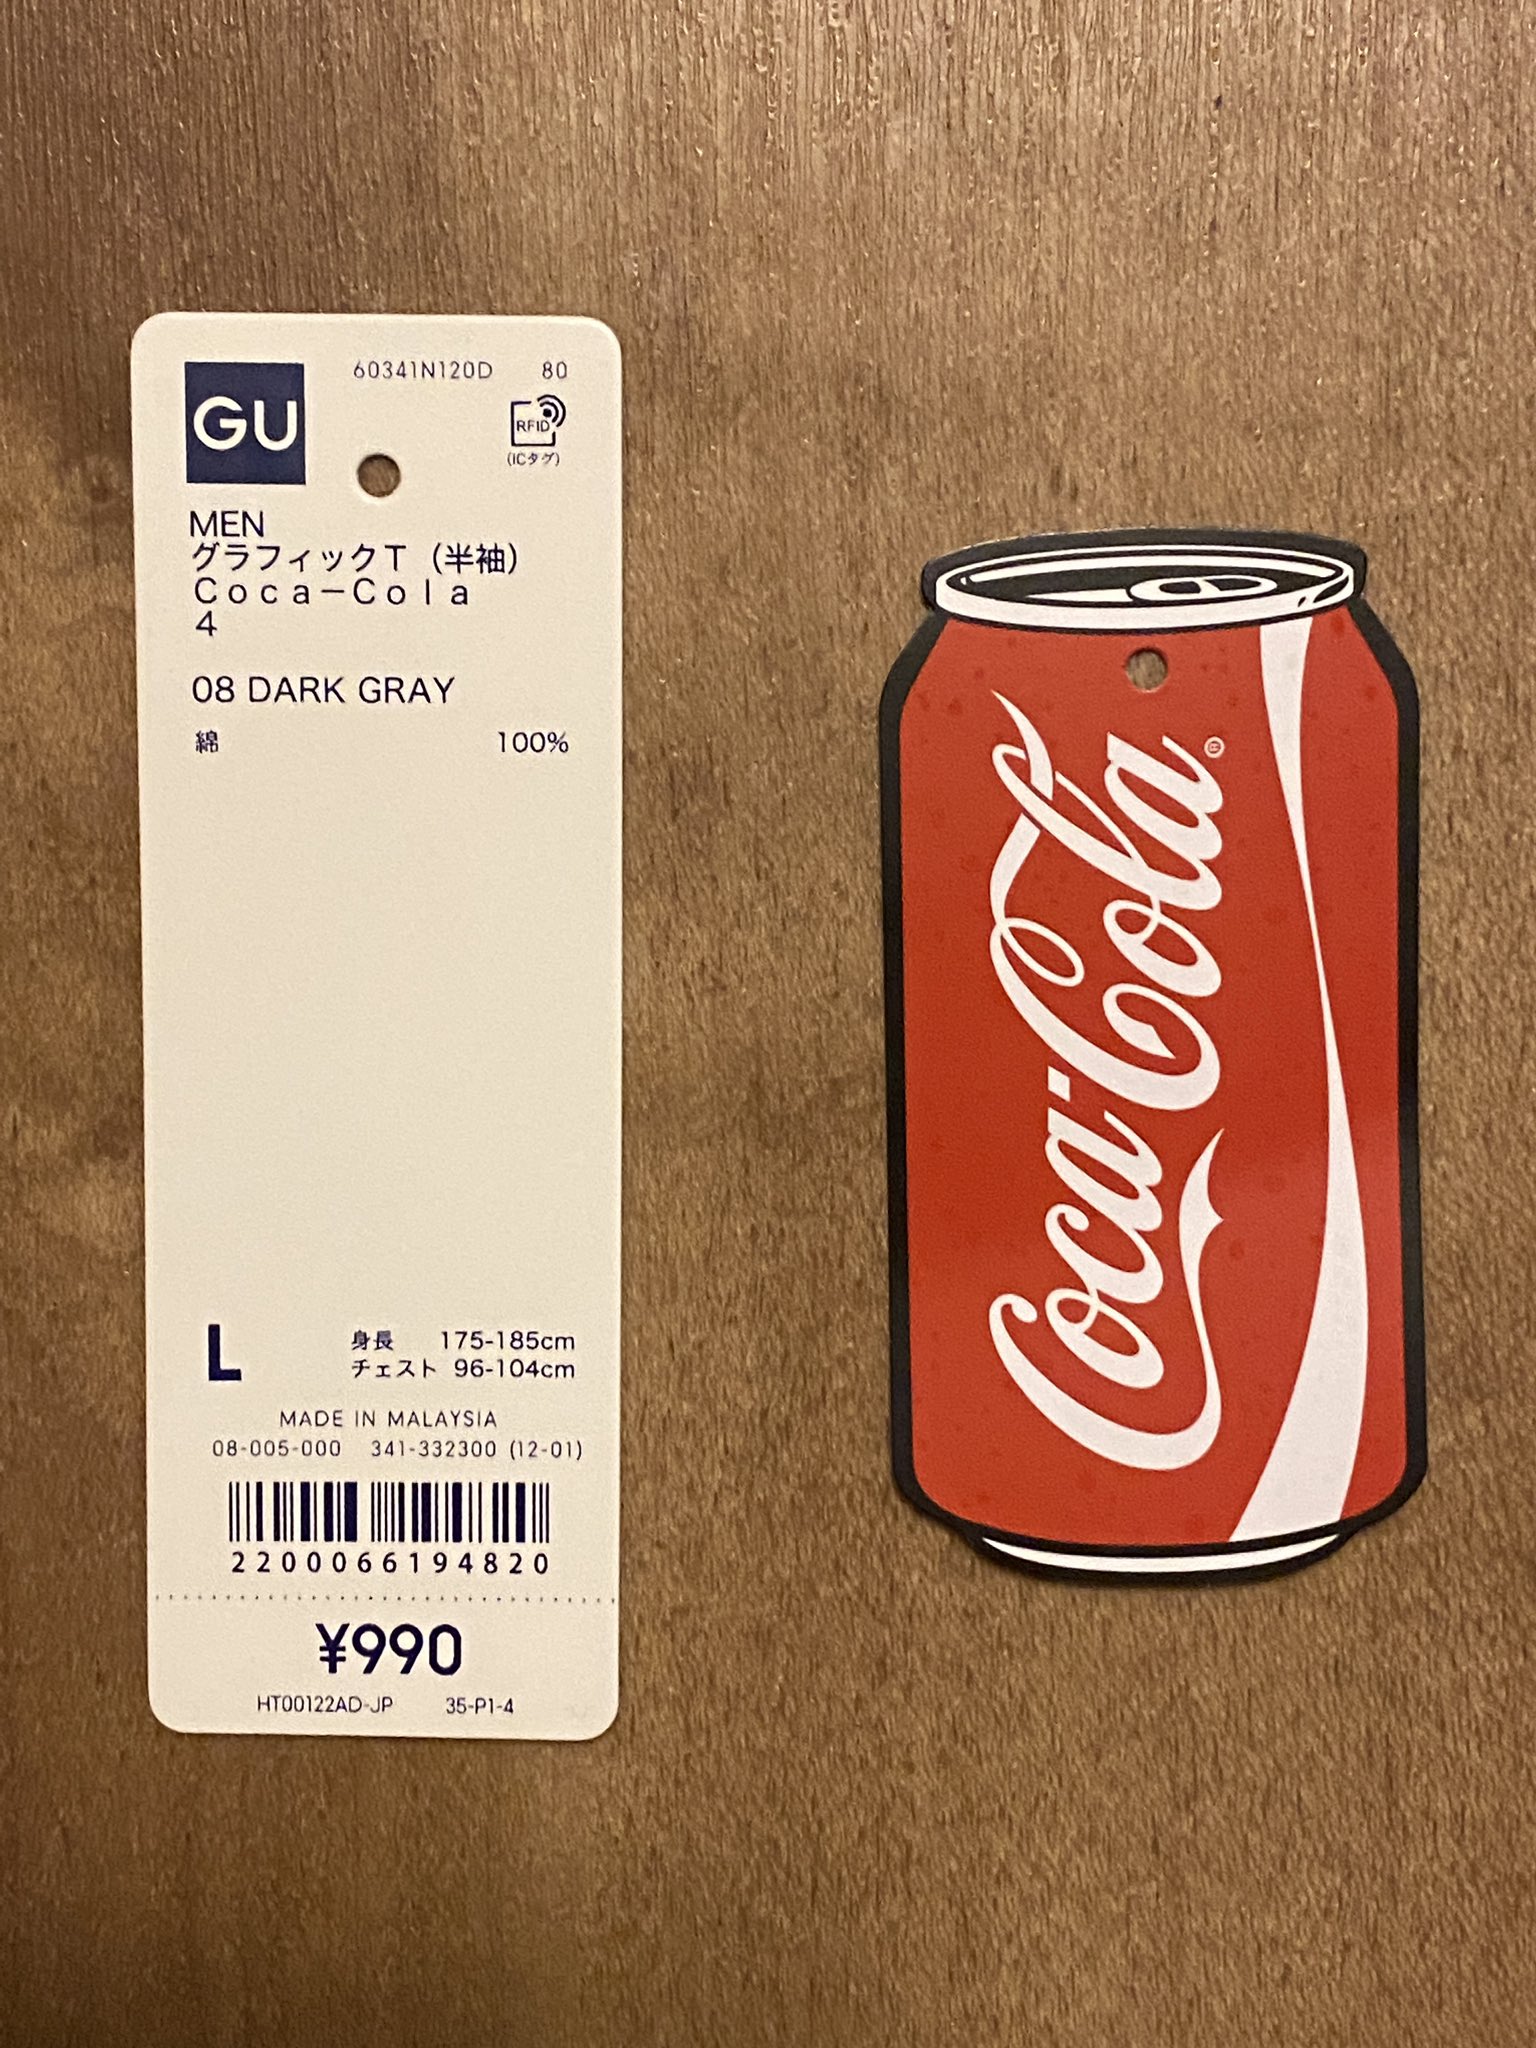 GU
60341N120D 80
RFID
(ICタグ)
MEN
グラフィックT (半袖)
Coca-Cola
4
08 DARK GRAY
綿 100%
L
身長 175-185cm
チェスト 96-104cm
MADE IN MALAYSIA
08-005-000 341-332300 (12-01)
2200066194820
¥990
HT00122AD-JP 35-P1-4
Coca-Cola®